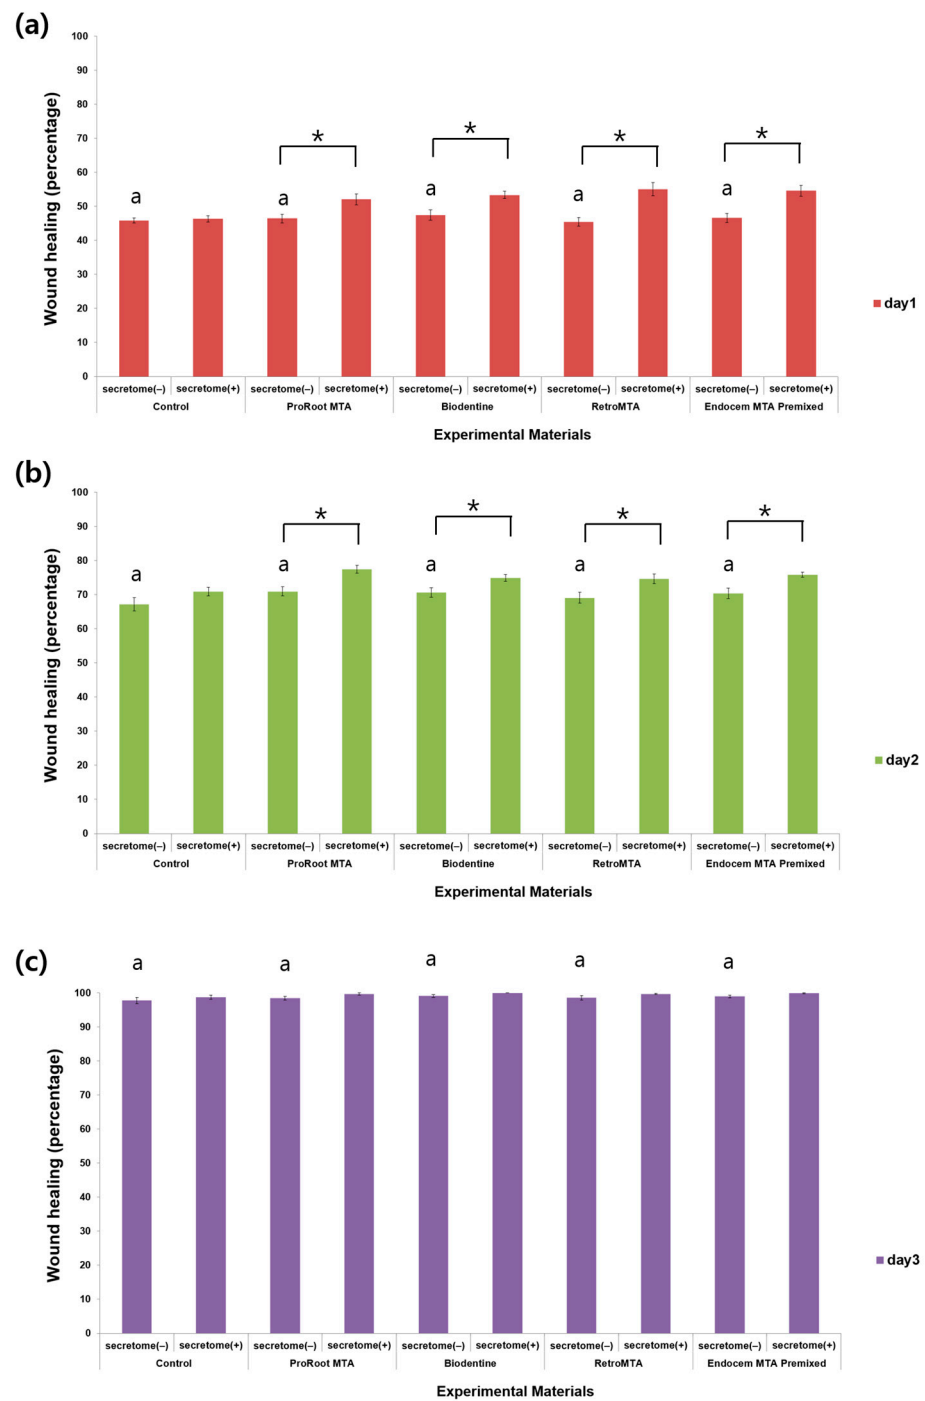 (a)
100
90
80
70
60
50
40
30
20
10
0
Wound healing (percentage)
* * * *
a a a a a
day1
secretome(–) secretome(+) secretome(–) secretome(+) secretome(–) secretome(+) secretome(–) secretome(+) secretome(–) secretome(+)
Control ProRoot MTA Biodentine RetroMTA Endocem MTA Premixed
Experimental Materials
(b)
100
90
80
70
60
50
40
30
20
10
0
Wound healing (percentage)
* * * *
a a a a a
day2
secretome(–) secretome(+) secretome(–) secretome(+) secretome(–) secretome(+) secretome(–) secretome(+) secretome(–) secretome(+)
Control ProRoot MTA Biodentine RetroMTA Endocem MTA Premixed
Experimental Materials
(c)
a a a a a
100
90
80
70
60
50
40
30
20
10
0
Wound healing (percentage)
day3
secretome(–) secretome(+) secretome(–) secretome(+) secretome(–) secretome(+) secretome(–) secretome(+) secretome(–) secretome(+)
Control ProRoot MTA Biodentine RetroMTA Endocem MTA Premixed
Experimental Materials